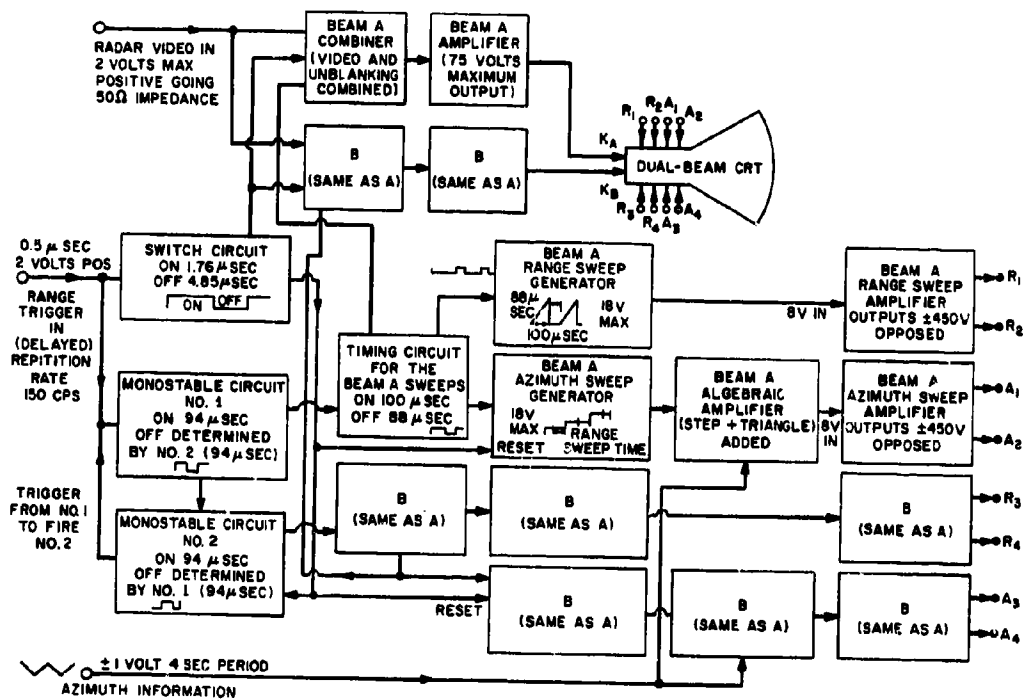 RADAR VIDEO IN
2 VOLTS MAX
POSITIVE GOING
50Ω IMPEDANCE
BEAM A
COMBINER
(VIDEO AND
UNBLANKING
COMBINED)
BEAM A
AMPLIFIER
(75 VOLTS
MAXIMUM
OUTPUT)
B
(SAME AS A)
B
(SAME AS A)
R1 R2 A1 A2
KA
DUAL-BEAM CRT
KB
R3 R4 A3 A4
0.5 μ SEC
2 VOLTS POS
RANGE
TRIGGER
IN
(DELAYED)
REPITITION
RATE
150 CPS
SWITCH CIRCUIT
ON 1.76 μSEC
OFF 4.85 μSEC
ON OFF
MONOSTABLE CIRCUIT
NO. 1
ON 94 μSEC
OFF DETERMINED
BY NO. 2 (94 μSEC)
TRIGGER
FROM NO. 1
TO FIRE
NO. 2
MONOSTABLE CIRCUIT
NO. 2
ON 94 μSEC
OFF DETERMINED
BY NO. 1 (94 μSEC)
TIMING CIRCUIT
FOR THE
BEAM A SWEEPS
ON 100 μSEC
OFF 88 μSEC
BEAM A
RANGE SWEEP
GENERATOR
88 μ
SEC
18 V
MAX
100 μSEC
8V IN
BEAM A
RANGE SWEEP
AMPLIFIER
OUTPUTS ±450V
OPPOSED
R1
R2
BEAM A
AZIMUTH SWEEP
GENERATOR
18V
MAX
RANGE
RESET SWEEP TIME
BEAM A
ALGEBRAIC
AMPLIFIER
(STEP + TRIANGLE)
ADDED
8V
IN
BEAM A
AZIMUTH SWEEP
AMPLIFIER
OUTPUTS ±450V
OPPOSED
A1
A2
B
(SAME AS A)
B
(SAME AS A)
B
(SAME AS A)
R3
R4
RESET
B
(SAME AS A)
B
(SAME AS A)
B
(SAME AS A)
A3
A4
±1 VOLT 4 SEC PERIOD
AZIMUTH INFORMATION